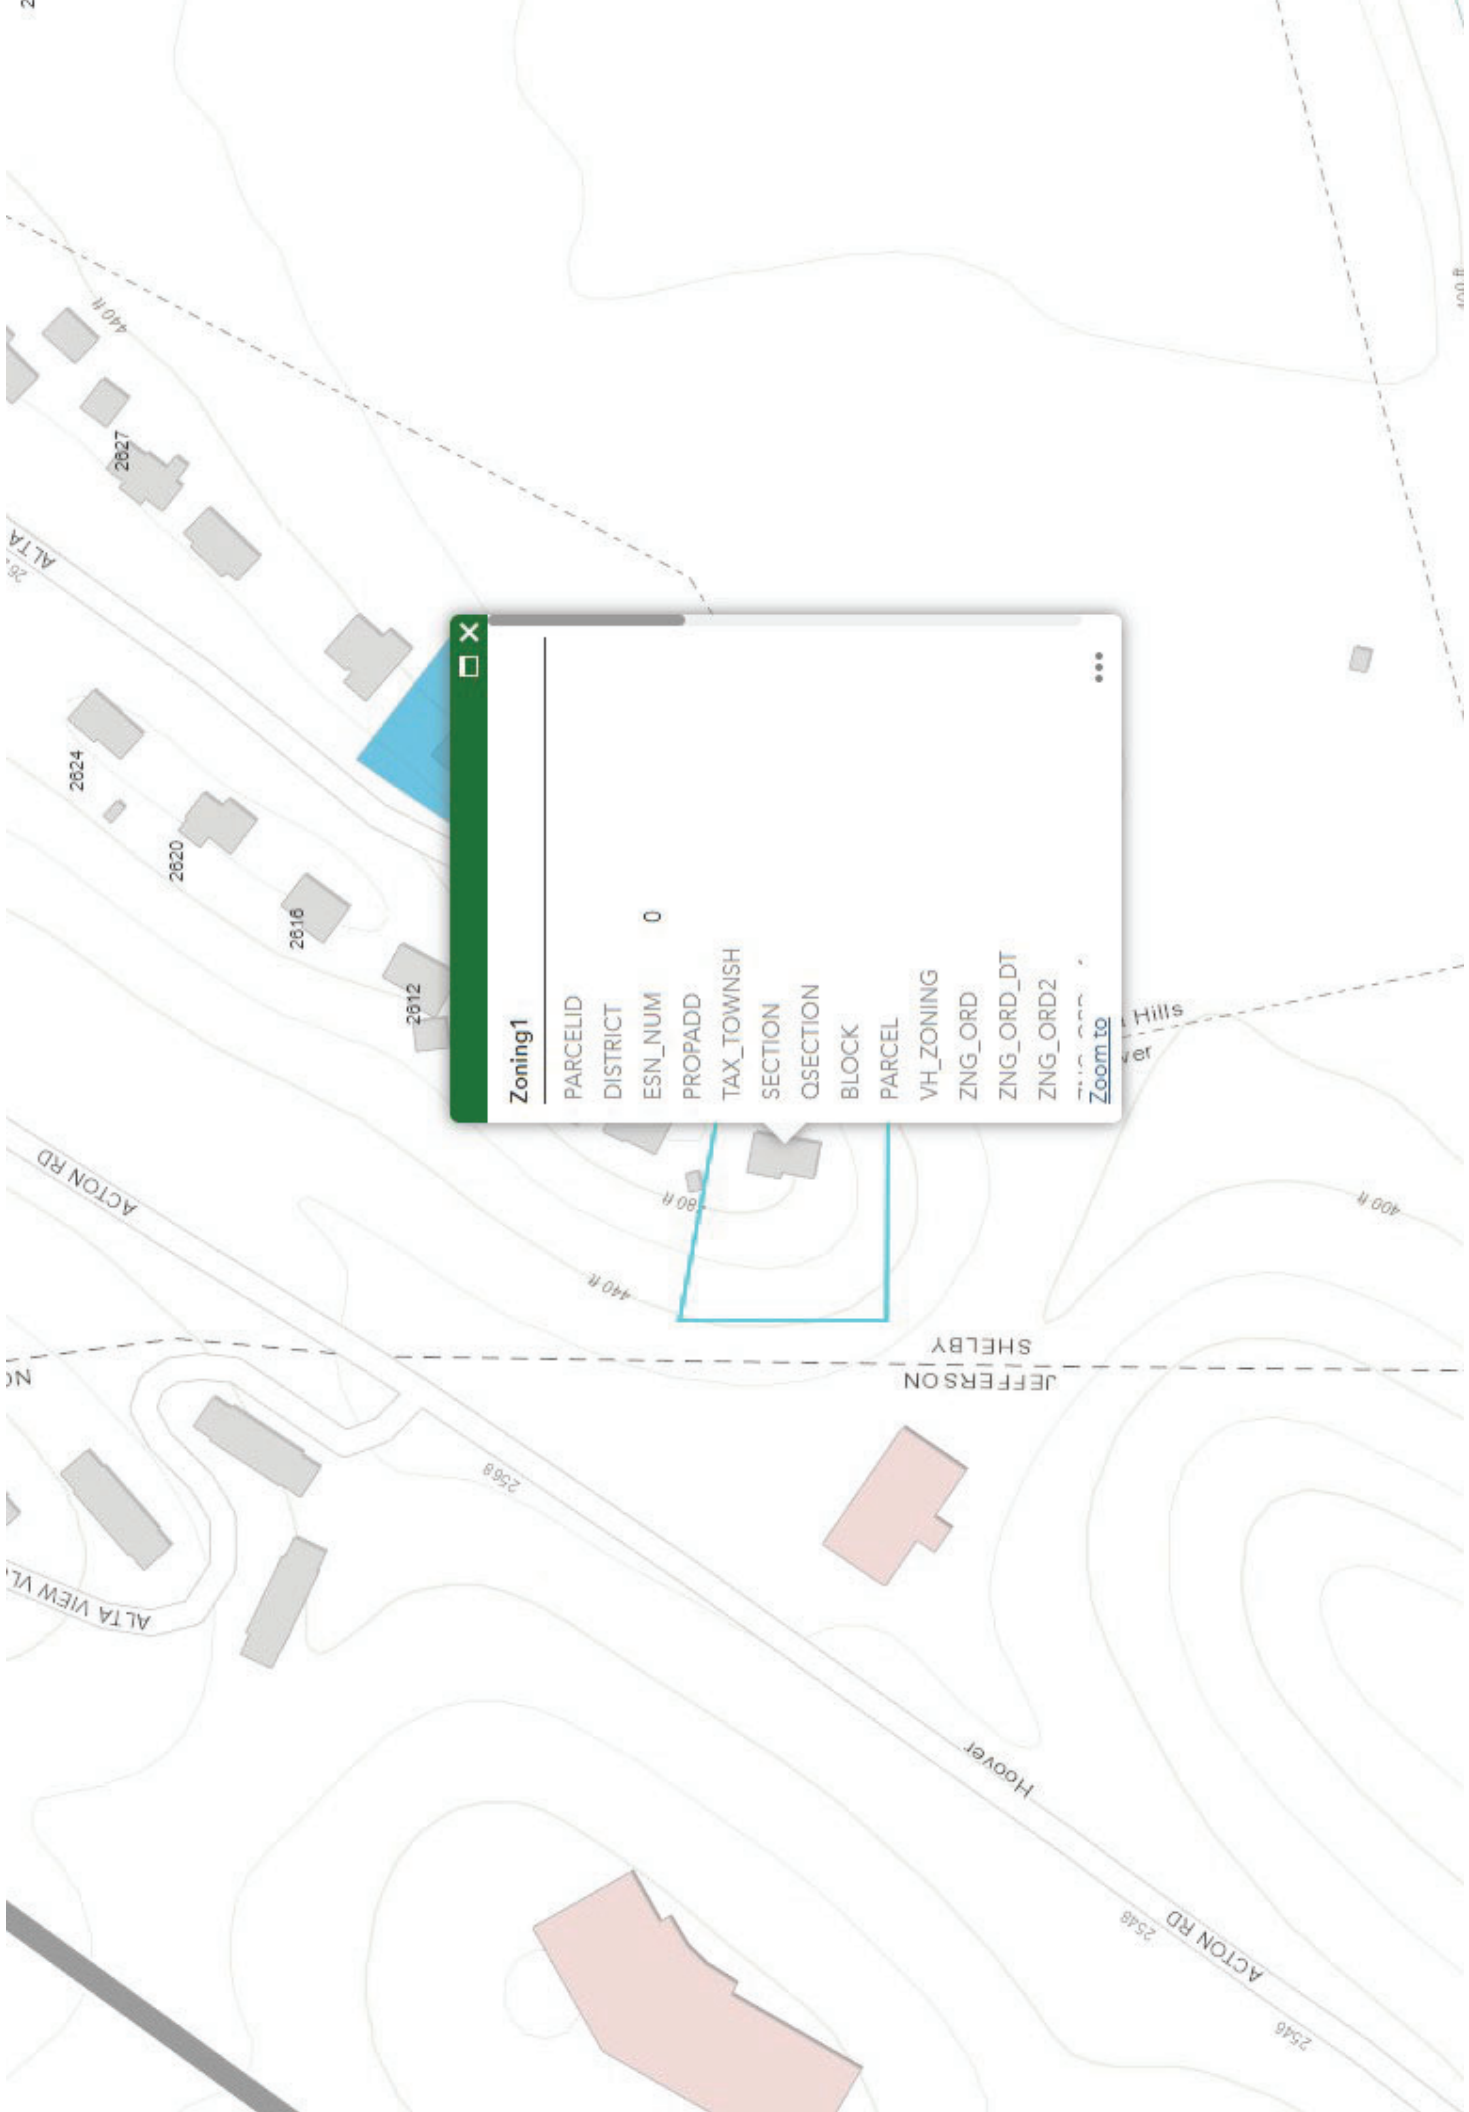 Zoning1
PARCELID
DISTRICT
ESN_NUM 0
PROPADD
TAX_TOWNSH
SECTION
QSECTION
BLOCK
PARCEL
VH_ZONING
ZNG_ORD
ZNG_ORD_DT
ZNG_ORD2
Zoom to
ALTA VIEW
ACTON RD
2624
2620
2616
2612
ALTA
2627
440 ft
2568
440 ft
JEFFERSON
SHELBY
Hills
400 ft
400 ft
Hoover
2548
ACTON RD
2546